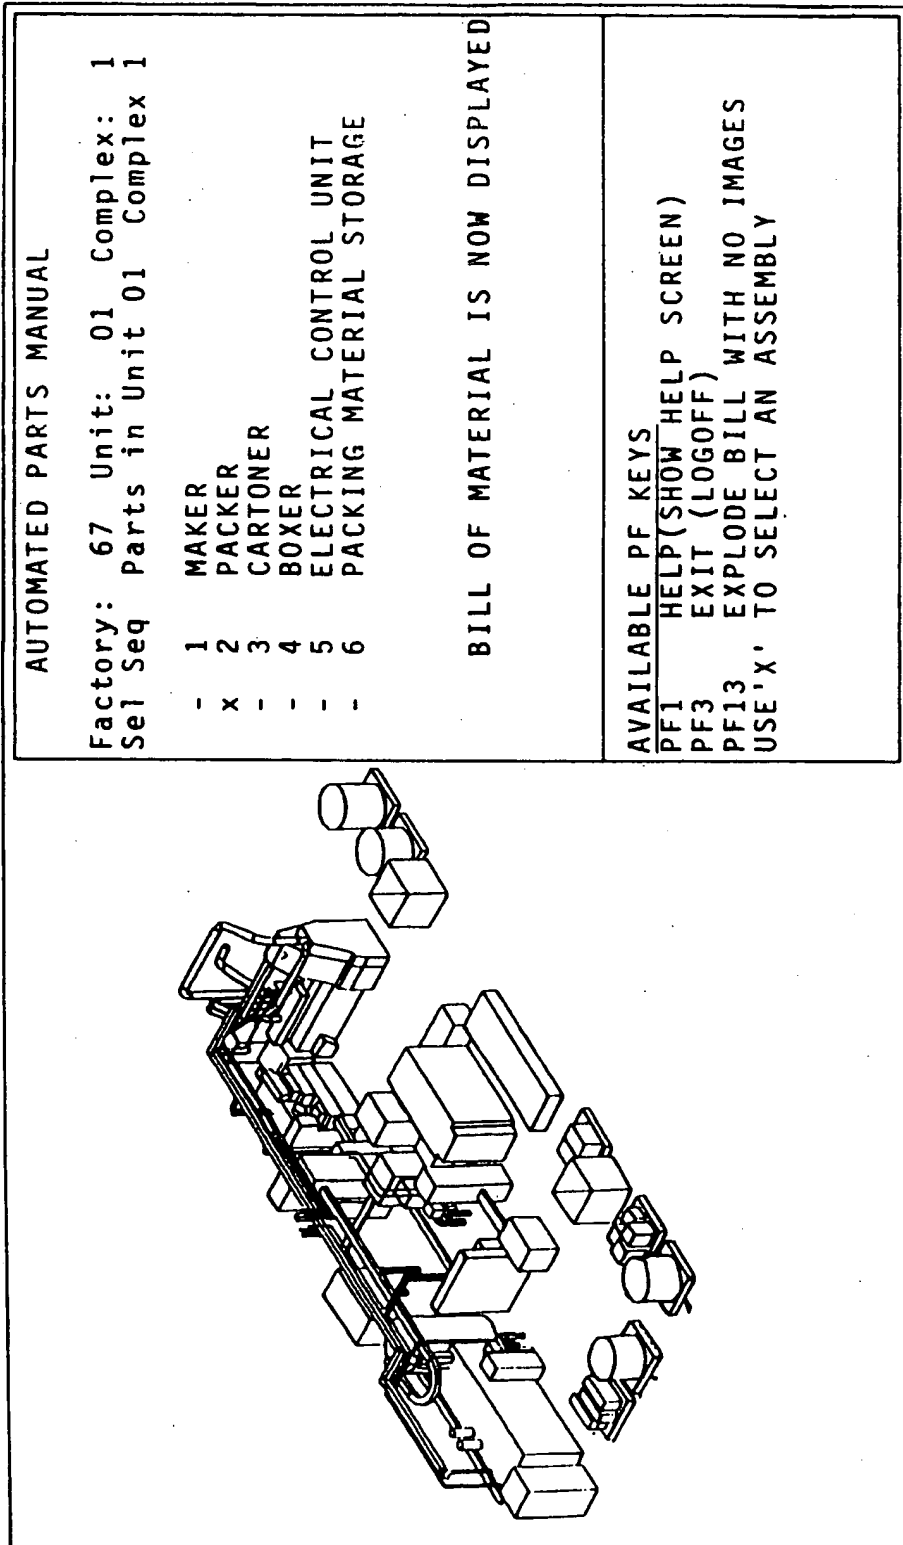 AUTOMATED PARTS MANUAL
Factory: 67 Unit: 01 Complex: 1
Sel Seq Parts in Unit 01 Complex 1
- 1 MAKER
x 2 PACKER
- 3 CARTONER
- 4 BOXER
- 5 ELECTRICAL CONTROL UNIT
- 6 PACKING MATERIAL STORAGE
BILL OF MATERIAL IS NOW DISPLAYED
AVAILABLE PF KEYS
PF1 HELP(SHOW HELP SCREEN)
PF3 EXIT (LOGOFF)
PF13 EXPLODE BILL WITH NO IMAGES
USE'X' TO SELECT AN ASSEMBLY